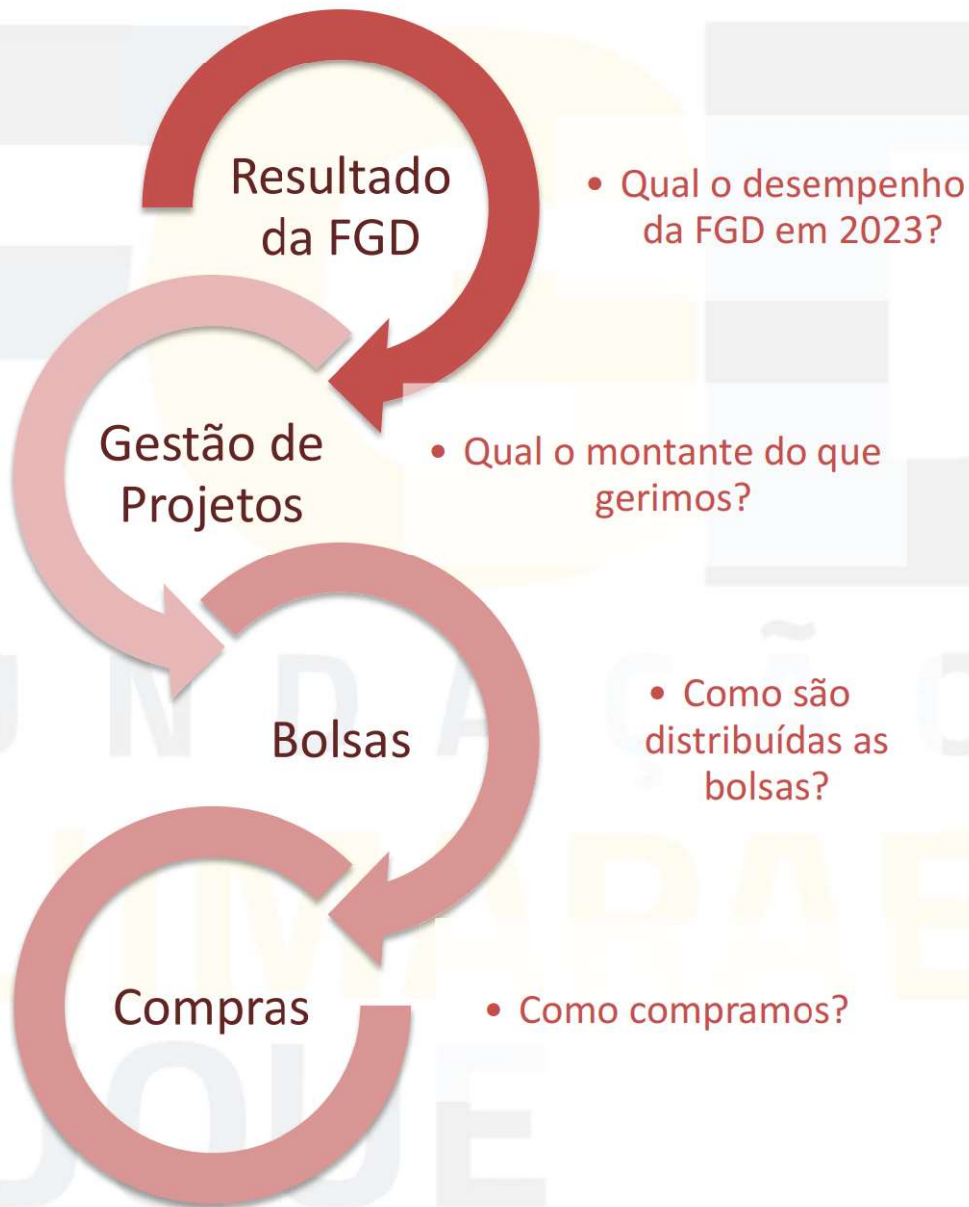 Resultado
da FGD
• Qual o desempenho
da FGD em 2023?
Gestão de
Projetos
• Qual o montante do que
gerimos?
Bolsas
• Como são
distribuídas as
bolsas?
Compras
• Como compramos?